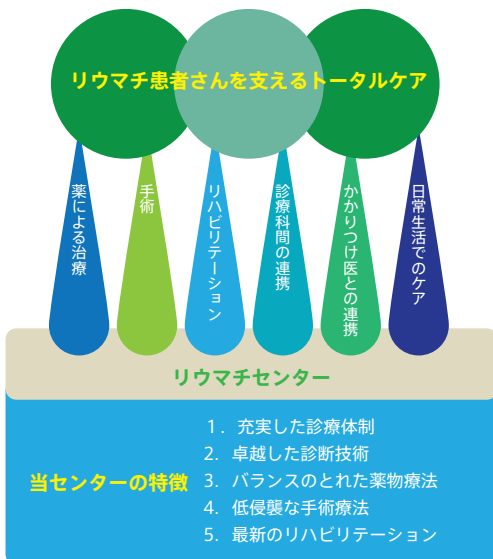 リウマチ患者さんを支えるトータルケア
薬による治療
手術
リハビリテーション
診療科間の連携
かかりつけ医との連携
日常生活でのケア
リウマチセンター
当センターの特徴
1. 充実した診療体制
2. 卓越した診断技術
3. バランスのとれた薬物療法
4. 低侵襲な手術療法
5. 最新のリハビリテーション